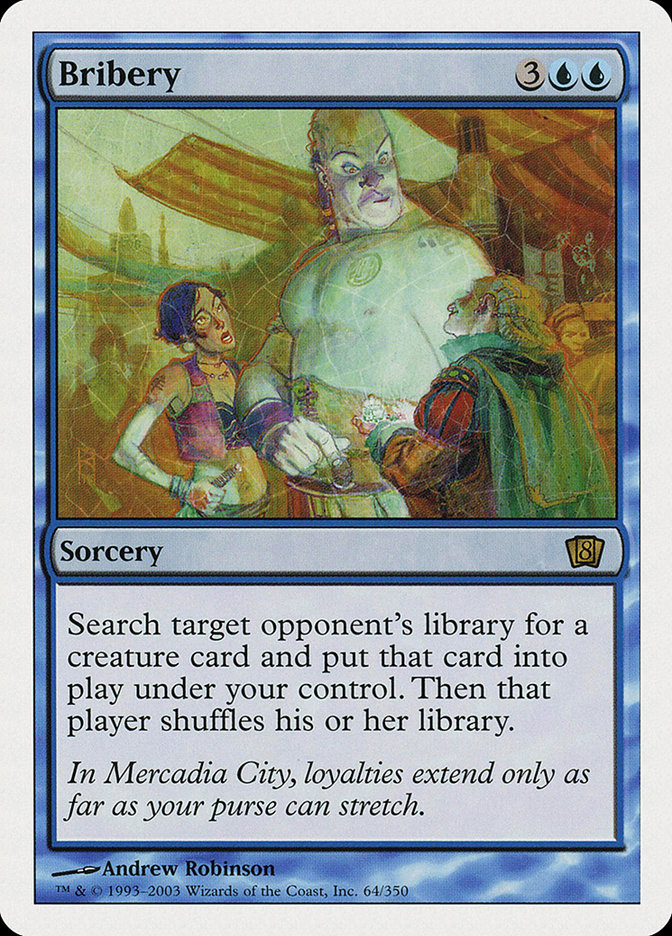 Bribery 3
Sorcery 8
Search target opponent's library for a
creature card and put that card into
play under your control. Then that
player shuffles his or her library.
In Mercadia City, loyalties extend only as
far as your purse can stretch.
Andrew Robinson
™ & © 1993–2003 Wizards of the Coast, Inc. 64/350